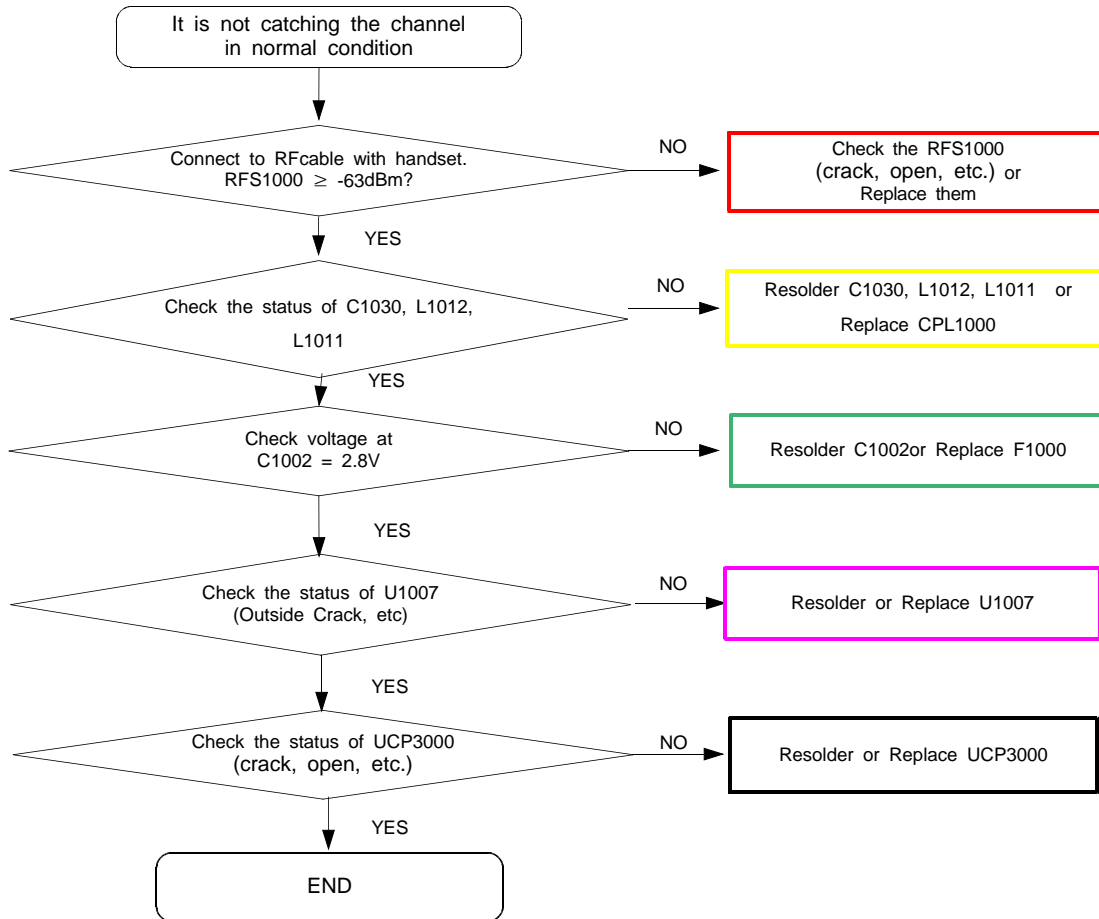 It is not catching the channel
in normal condition
Connect to RFcable with handset.
RFS1000 ≥ -63dBm?
NO
Check the RFS1000
(crack, open, etc.) or
Replace them
YES
Check the status of C1030, L1012,
L1011
NO
Resolder C1030, L1012, L1011 or
Replace CPL1000
YES
Check voltage at
C1002 = 2.8V
NO
Resolder C1002or Replace F1000
YES
Check the status of U1007
(Outside Crack, etc)
NO
Resolder or Replace U1007
YES
Check the status of UCP3000
(crack, open, etc.)
NO
Resolder or Replace UCP3000
YES
END